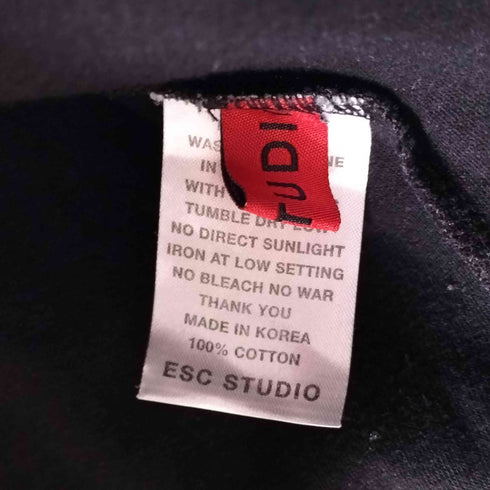 IN
WITH
TUMBLE DRY LOW
NO DIRECT SUNLIGHT
IRON AT LOW SETTING
NO BLEACH NO WAR
THANK YOU
MADE IN KOREA
100% COTTON
ESC STUDIO